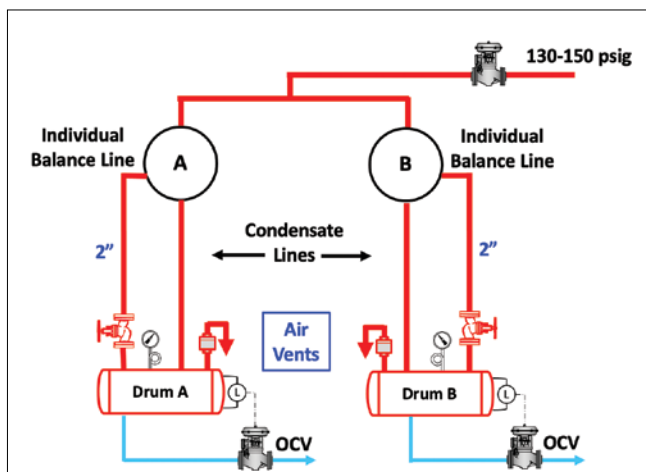 130-150 psig
Individual
Balance Line
A
B
Individual
Balance Line
2”
Condensate
Lines
2”
Air
Vents
Drum A
L
Drum B
L
OCV
OCV